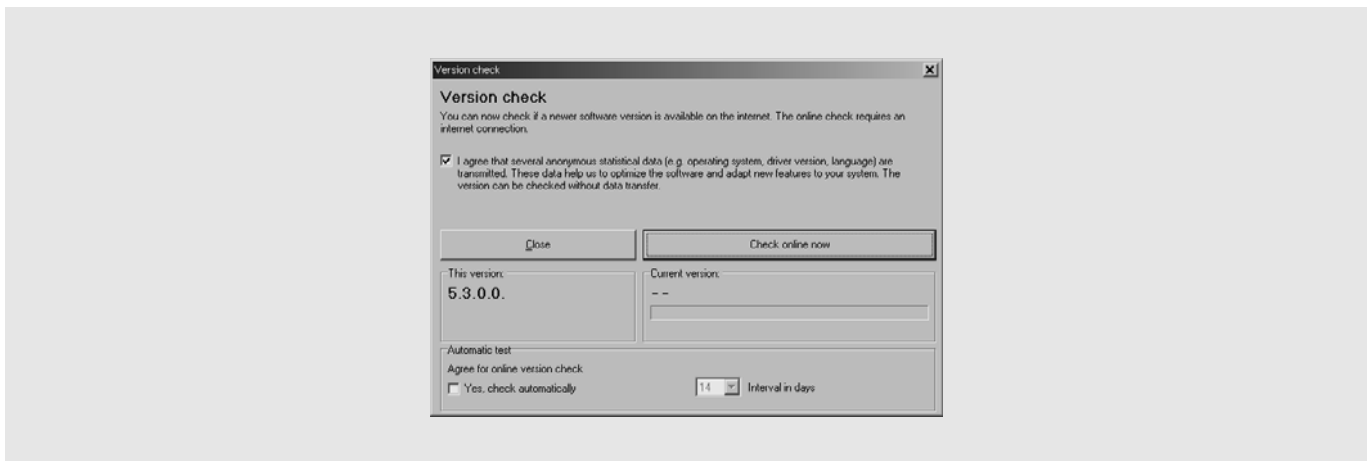 Version check
Version check
You can now check if a newer software version is available on the internet. The online check requires an
internet connection.
I agree that several anonymous statistical data (e.g. operating system, driver version, language) are
transmitted. These data help us to optimize the software and adapt new features to your system. The
version can be checked without data transfer.
Close Check online now
This version: Current version:
5.3.0.0. - -
Automatic test
Agree for online version check
Yes, check automatically 14 Interval in days